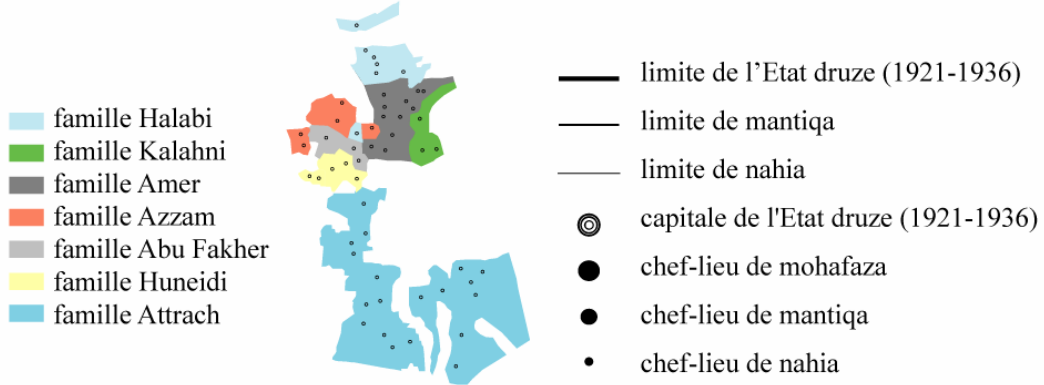 famille Halabi
famille Kalahni
famille Amer
famille Azzam
famille Abu Fakher
famille Huneidi
famille Attrach
limite de l’Etat druze (1921-1936)
limite de mantiqa
limite de nahia
capitale de l'Etat druze (1921-1936)
chef-lieu de mohafaza
chef-lieu de mantiqa
chef-lieu de nahia